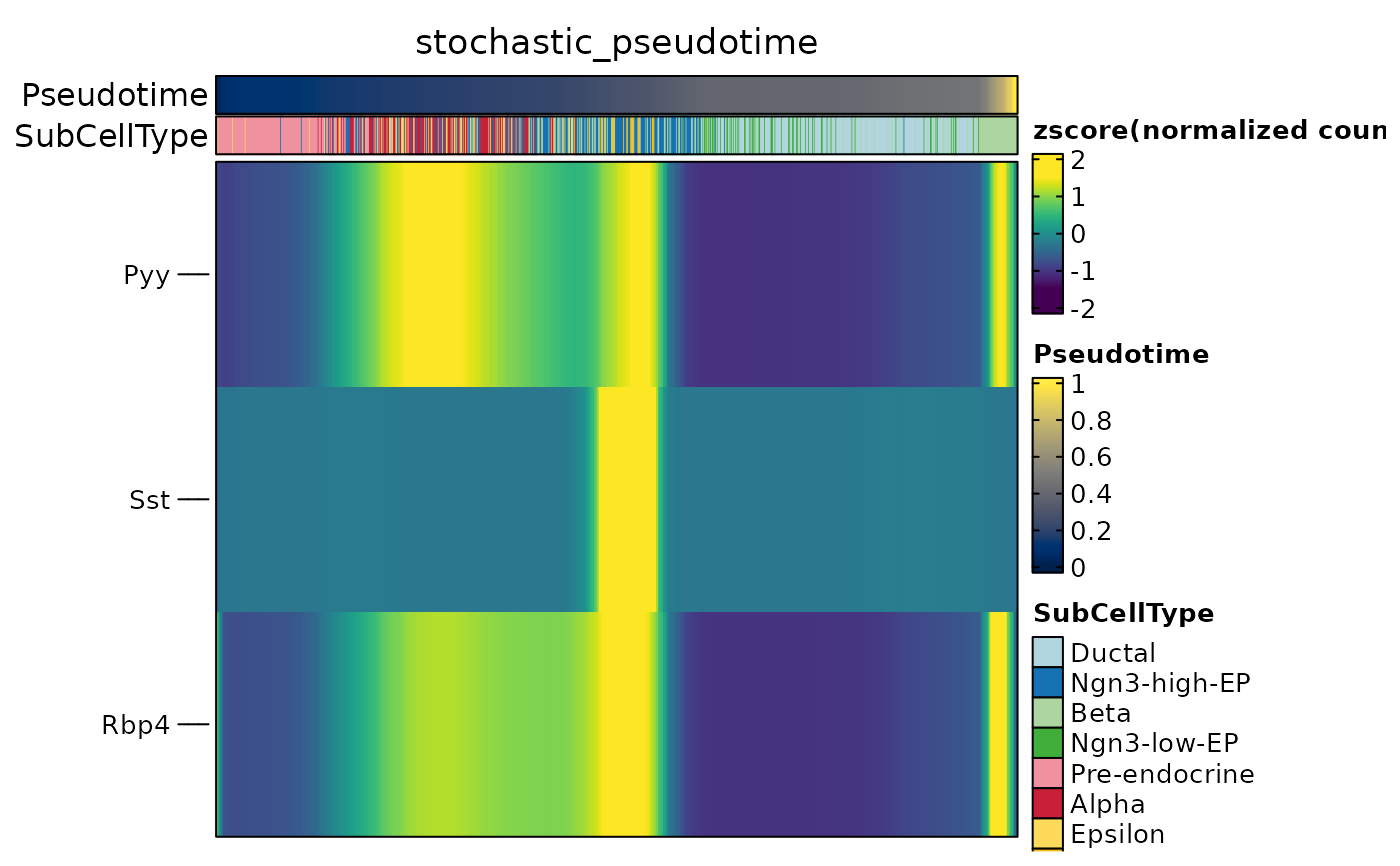 stochastic_pseudotime
Pseudotime
SubCellType
Pyy
Sst
Rbp4
zscore(normalized coun
2
1
0
-1
-2
Pseudotime
1
0.8
0.6
0.4
0.2
0
SubCellType
Ductal
Ngn3-high-EP
Beta
Ngn3-low-EP
Pre-endocrine
Alpha
Epsilon